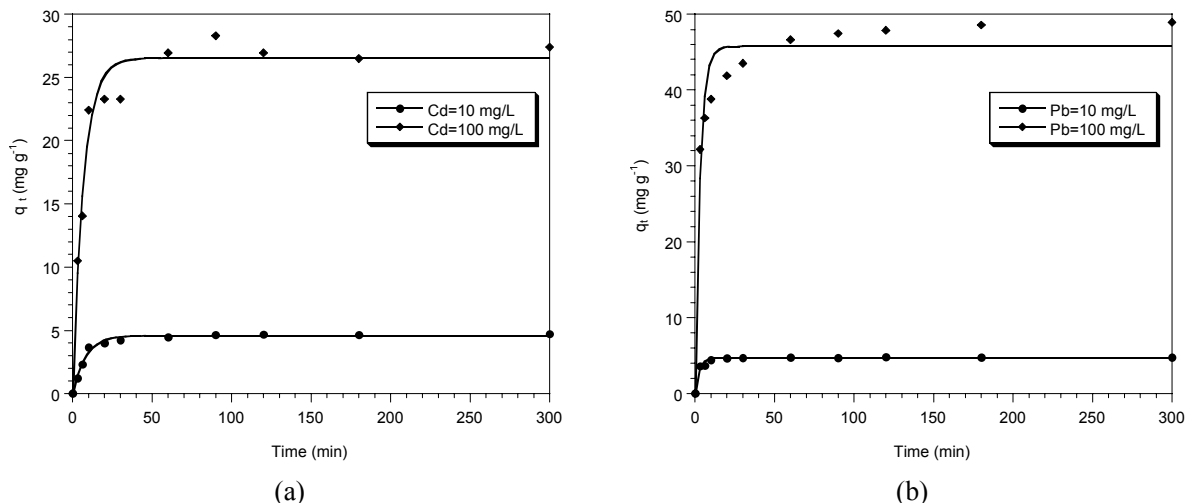 30
25
20
15
10
5
0
q t (mg g-1)
Cd=10 mg/L
Cd=100 mg/L
0 50 100 150 200 250 300
Time (min)
(a)
50
40
30
20
10
0
qt (mg g-1)
Pb=10 mg/L
Pb=100 mg/L
0 50 100 150 200 250 300
Time (min)
(b)